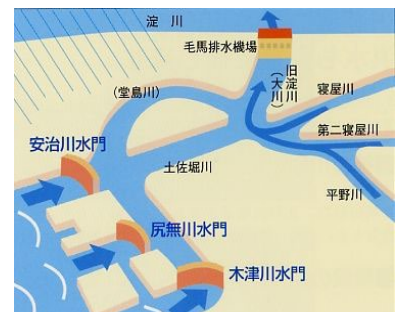 淀 川
毛馬排水機場
旧淀川
(大川)
寝屋川
(堂島川)
第二寝屋川
安治川水門
土佐堀川
平野川
尻無川水門
木津川水門